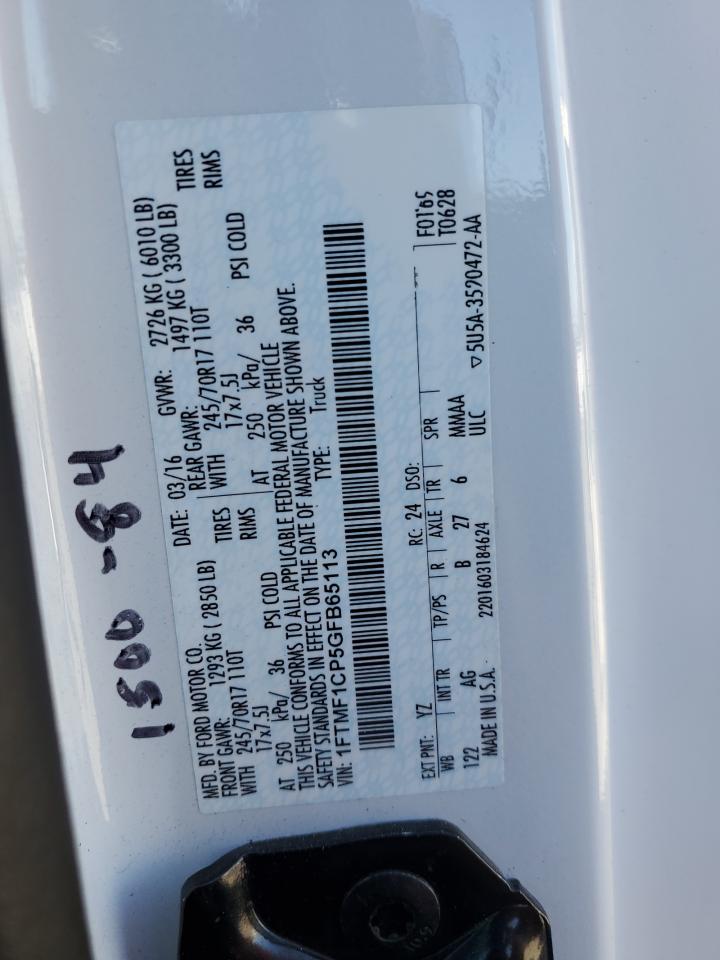 1500 -84
MFD. BY FORD MOTOR CO.
DATE: 03/16 GVWR: 2726 KG ( 6010 LB)
FRONT GAWR: 1293 KG ( 2850 LB) REAR GAWR: 1497 KG ( 3300 LB)
WITH 245/70R17 110T TIRES WITH 245/70R17 110T TIRES
17x7.5J RIMS 17x7.5J RIMS
AT 250 kPa/ 36 PSI COLD AT 250 kPa/ 36 PSI COLD
THIS VEHICLE CONFORMS TO ALL APPLICABLE FEDERAL MOTOR VEHICLE
SAFETY STANDARDS IN EFFECT ON THE DATE OF MANUFACTURE SHOWN ABOVE.
VIN: 1FTMF1CP5GFB65113 TYPE: Truck
F0165
EXT PNT: YZ RC: 24 DSO: T0628
WB INT TR TP/PS R AXLE TR SPR
122 AG B 27 6 MMAA
MADE IN U.S.A. 2201603184624 ULC ▽5U5A-3590472-AA